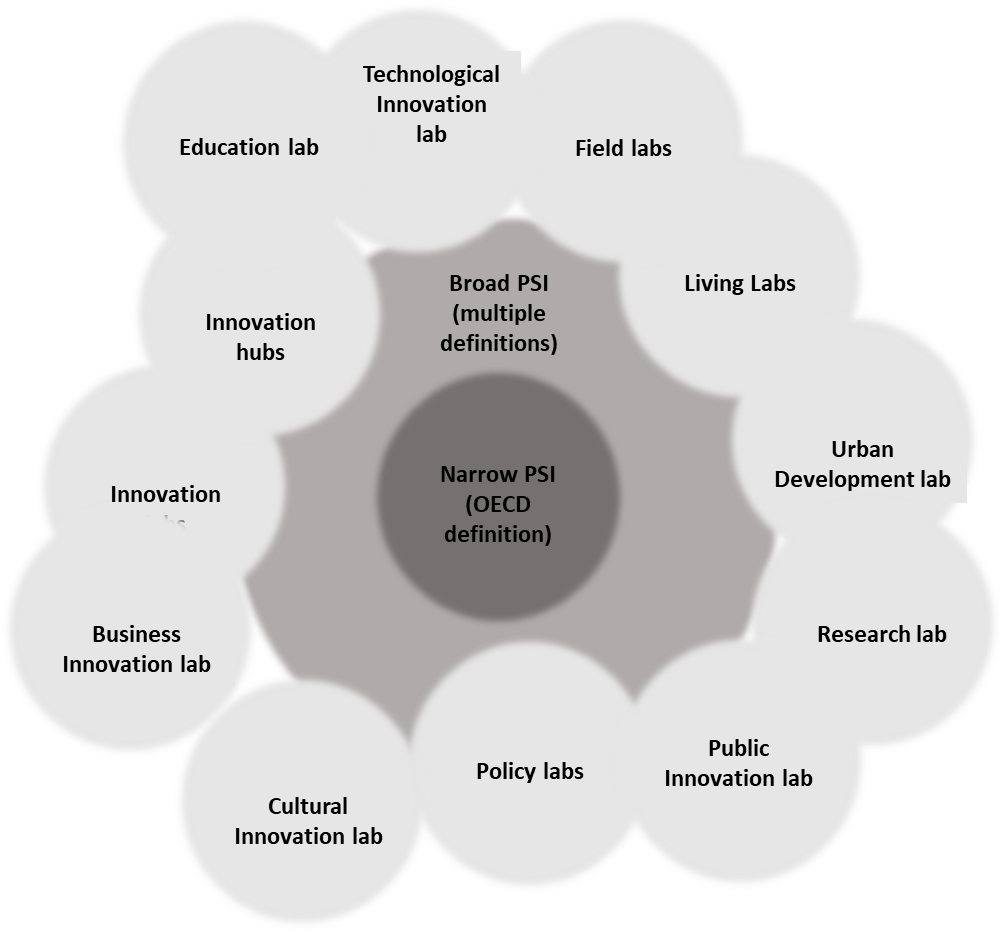 Technological
Innovation
lab
Education lab
Field labs
Broad PSI
(multiple
definitions)
Living Labs
Innovation
hubs
Narrow PSI
(OECD
definition)
Urban
Development lab
Innovation
Business
Innovation lab
Research lab
Public
Innovation lab
Policy labs
Cultural
Innovation lab